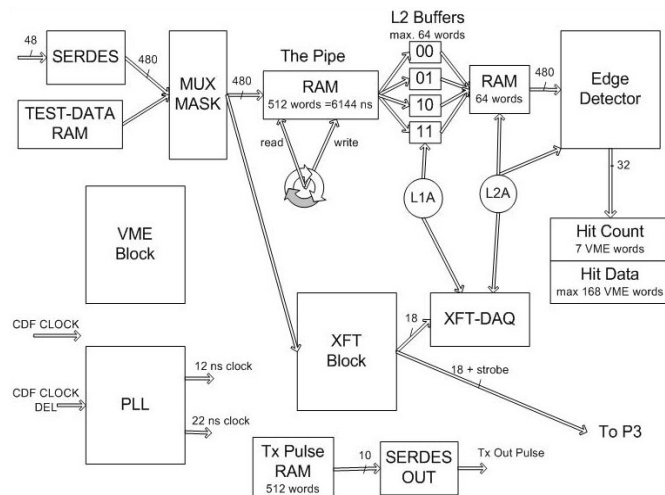 L2 Buffers
max. 64 words
48
SERDES
480
TEST-DATA
RAM
MUX
MASK
480
The Pipe
RAM
512 words =6144 ns
read
write
00
01
10
11
RAM
64 words
480
Edge
Detector
32
L1A
L2A
Hit Count
7 VME words
Hit Data
max 168 VME words
VME
Block
CDF CLOCK
CDF CLOCK
DEL
PLL
12 ns clock
22 ns clock
XFT
Block
18
XFT-DAQ
18 + strobe
To P3
Tx Pulse
RAM
512 words
10
SERDES
OUT
Tx Out Pulse